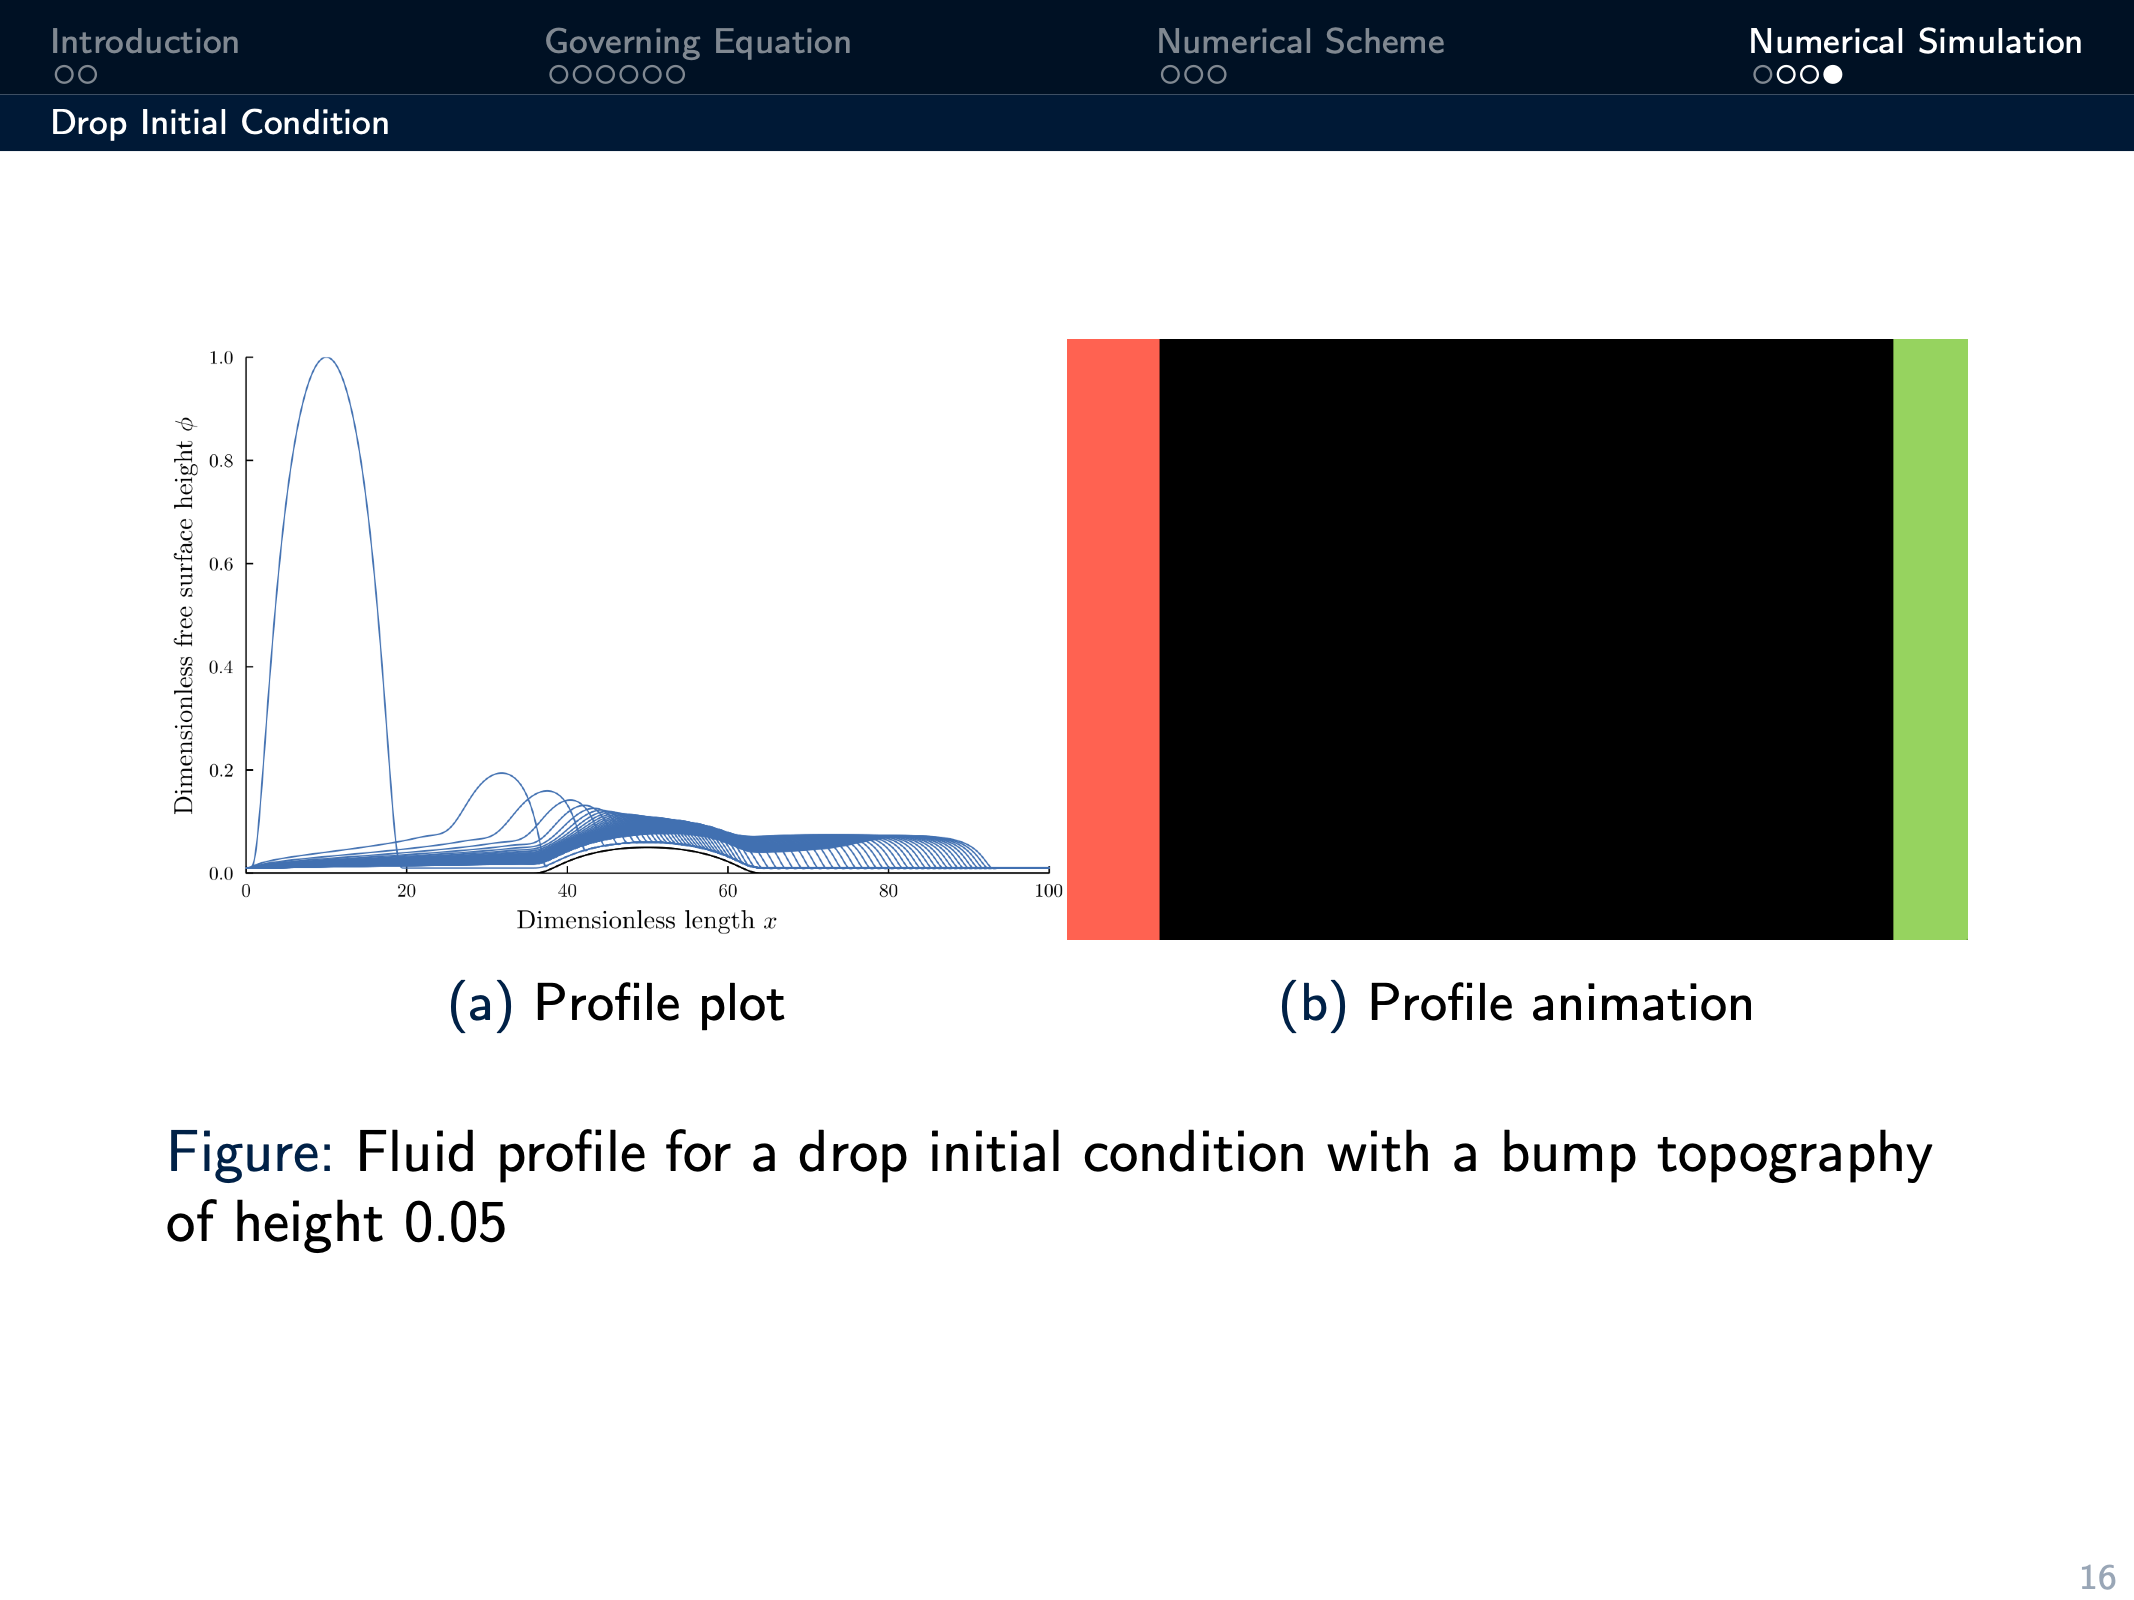 Introduction
Governing Equation
Numerical Scheme
Numerical Simulation
Drop Initial Condition
Dimensionless free surface height ϕ
1.0
0.8
0.6
0.4
0.2
0.0
0 20 40 60 80 100
Dimensionless length x
(a) Profile plot
(b) Profile animation
Figure: Fluid profile for a drop initial condition with a bump topography
of height 0.05
16